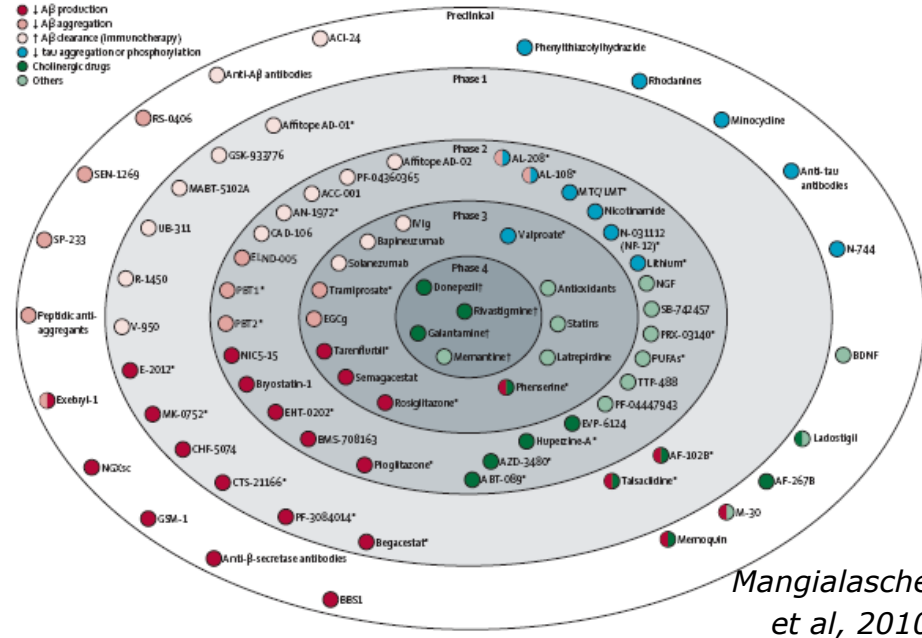 ↓ Aβ production
↓ Aβ aggregation
↑ Aβ clearance (Immunotherapy)
↓ tau aggregation or phosphorylation
Cholinergic drugs
Others
Preclinical
ACI-24
Phenylthiazolylhydrazide
Anti-Aβ antibodies
Rhodanines
RS-0406
Minocycline
SEN-1269
Anti-tau
antibodies
SP-233
N-744
Peptidic anti-
aggregants
BDNF
Exebryl-1
Ladostigil
NGXsc
AF-267B
GSM-1
M-30
Anti-β-secretase antibodies
Memoquin
BBS1
Phase 1
Affitope AD-01*
GSK-933776
MABT-5102A
UB-311
R-1450
V-950
E-2012*
MK-0752*
CHF-5074
CTS-21166*
PF-3084014*
Begacestat*
Phase 2
Affitope AD-02
AL-208*
PF-04360365
AL-108*
ACC-001
MTC/LMT*
AN-1972*
Nicotinamide
CAD-106
N-031112
(NP-12)*
ELND-005
Lithium*
NGF
PBT1*
SB-742457
PBT2*
PRX-03140*
NIC5-15
PUFAs*
Bryostatin-1
TTP-488
EHT-0202*
PF-04447943
BMS-708163
EVP-6124
Pioglitazone*
Huperzine-A*
AZD-3480*
ABT-089*
AF-102B*
Talsaclidine*
Phase 3
IVIg
Valproate*
Bapineuzumab
Solanezumab
Tramiprosate*
Antioxidants
EGCg
Statins
Tarenflurbil*
Latrepirdine
Semagacestat
Phenserine*
Rosiglitazone*
Phase 4
Donepezil†
Rivastigmine†
Galantamine†
Memantine†
Mangialasche
et al, 2010